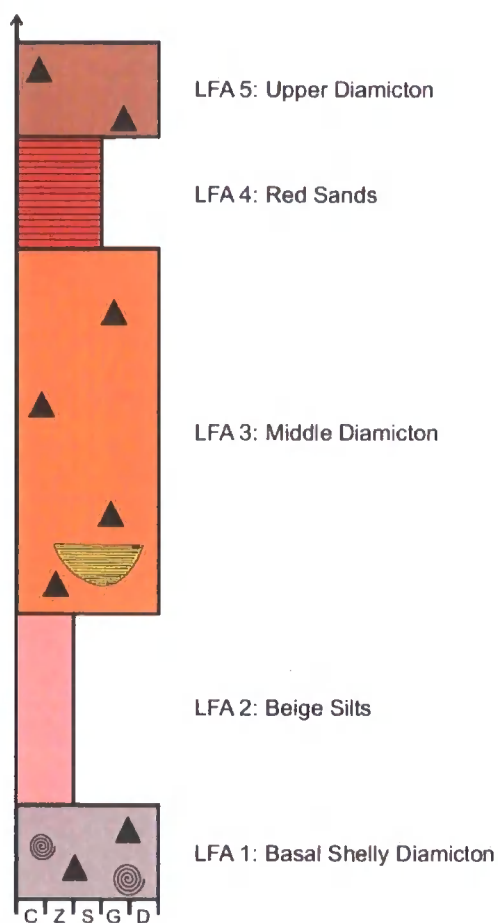 LFA 5: Upper Diamicton
LFA 4: Red Sands
LFA 3: Middle Diamicton
LFA 2: Beige Silts
LFA 1: Basal Shelly Diamicton
C Z S G D